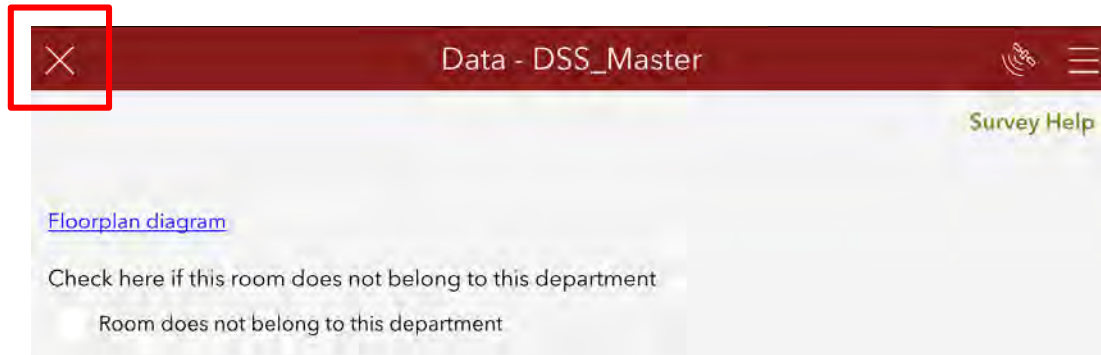 Data - DSS_Master
Survey Help
Floorplan diagram
Check here if this room does not belong to this department
Room does not belong to this department